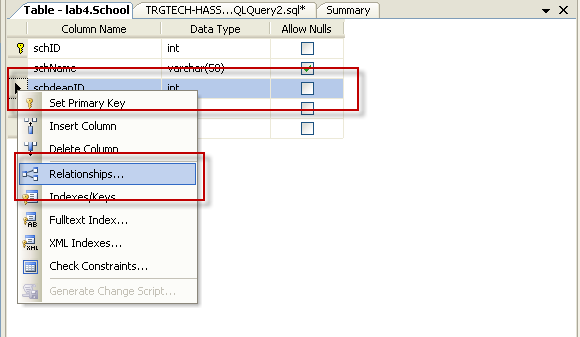 Table - lab4.School TRGTECH-HASS...QLQuery2.sql* Summary
Column Name Data Type Allow Nulls
schID int
schName varchar(50)
schdeanID int
Set Primary Key
Insert Column
Delete Column
Relationships...
Indexes/Keys...
Fulltext Index...
XML Indexes...
Check Constraints...
Generate Change Script...